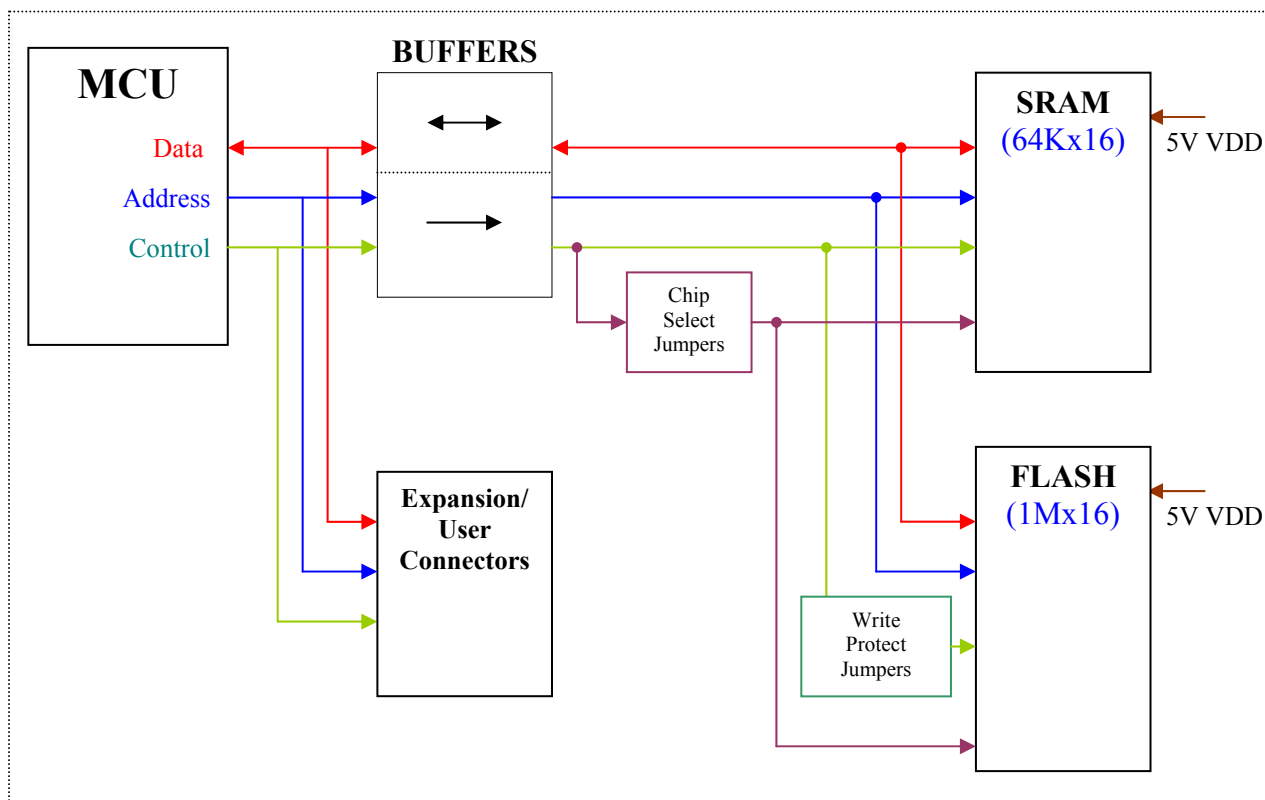 MCU
Data
Address
Control
BUFFERS
Chip
Select
Jumpers
SRAM
(64Kx16)
5V VDD
Expansion/
User
Connectors
FLASH
(1Mx16)
5V VDD
Write
Protect
Jumpers